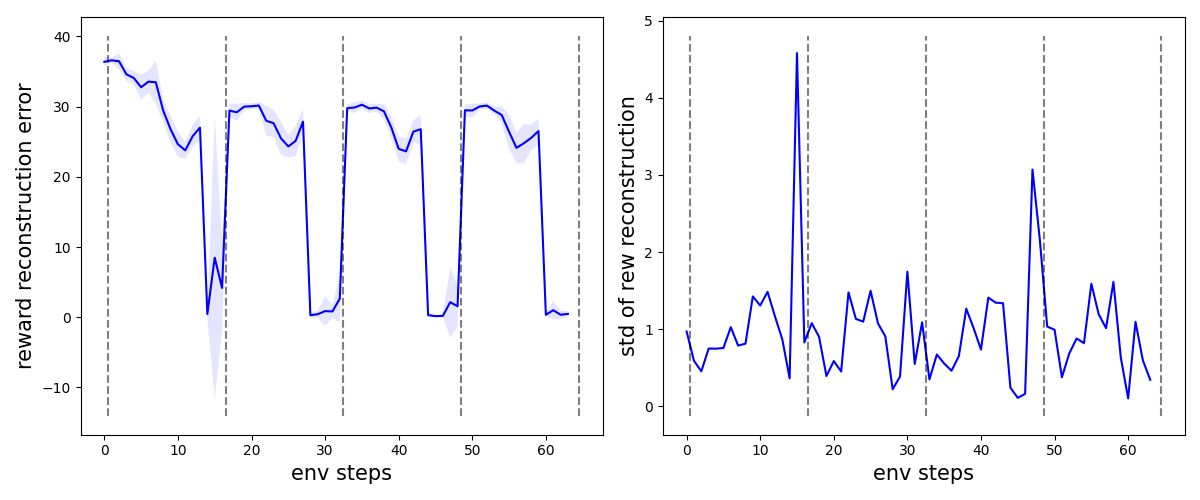 reward reconstruction error
40
30
20
10
0
−10
0 10 20 30 40 50 60
env steps
std of rew reconstruction
5
4
3
2
1
0
0 10 20 30 40 50 60
env steps